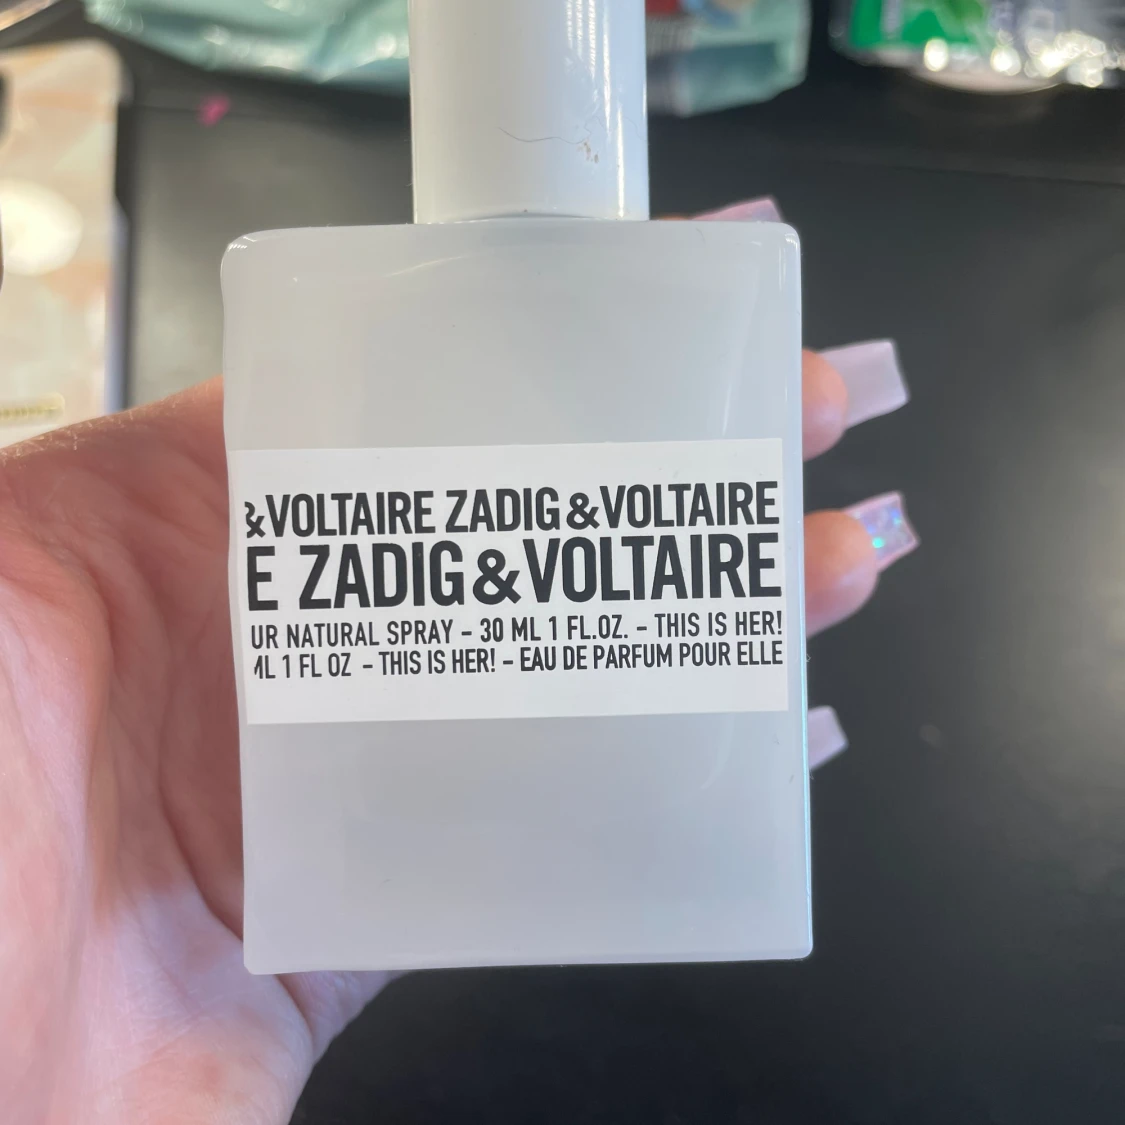 &VOLTAIRE ZADIG&VOLTAIRE
E ZADIG&VOLTAIRE
UR NATURAL SPRAY – 30 ML 1 FL.OZ. – THIS IS HER!
ML 1 FL OZ – THIS IS HER! – EAU DE PARFUM POUR ELLE